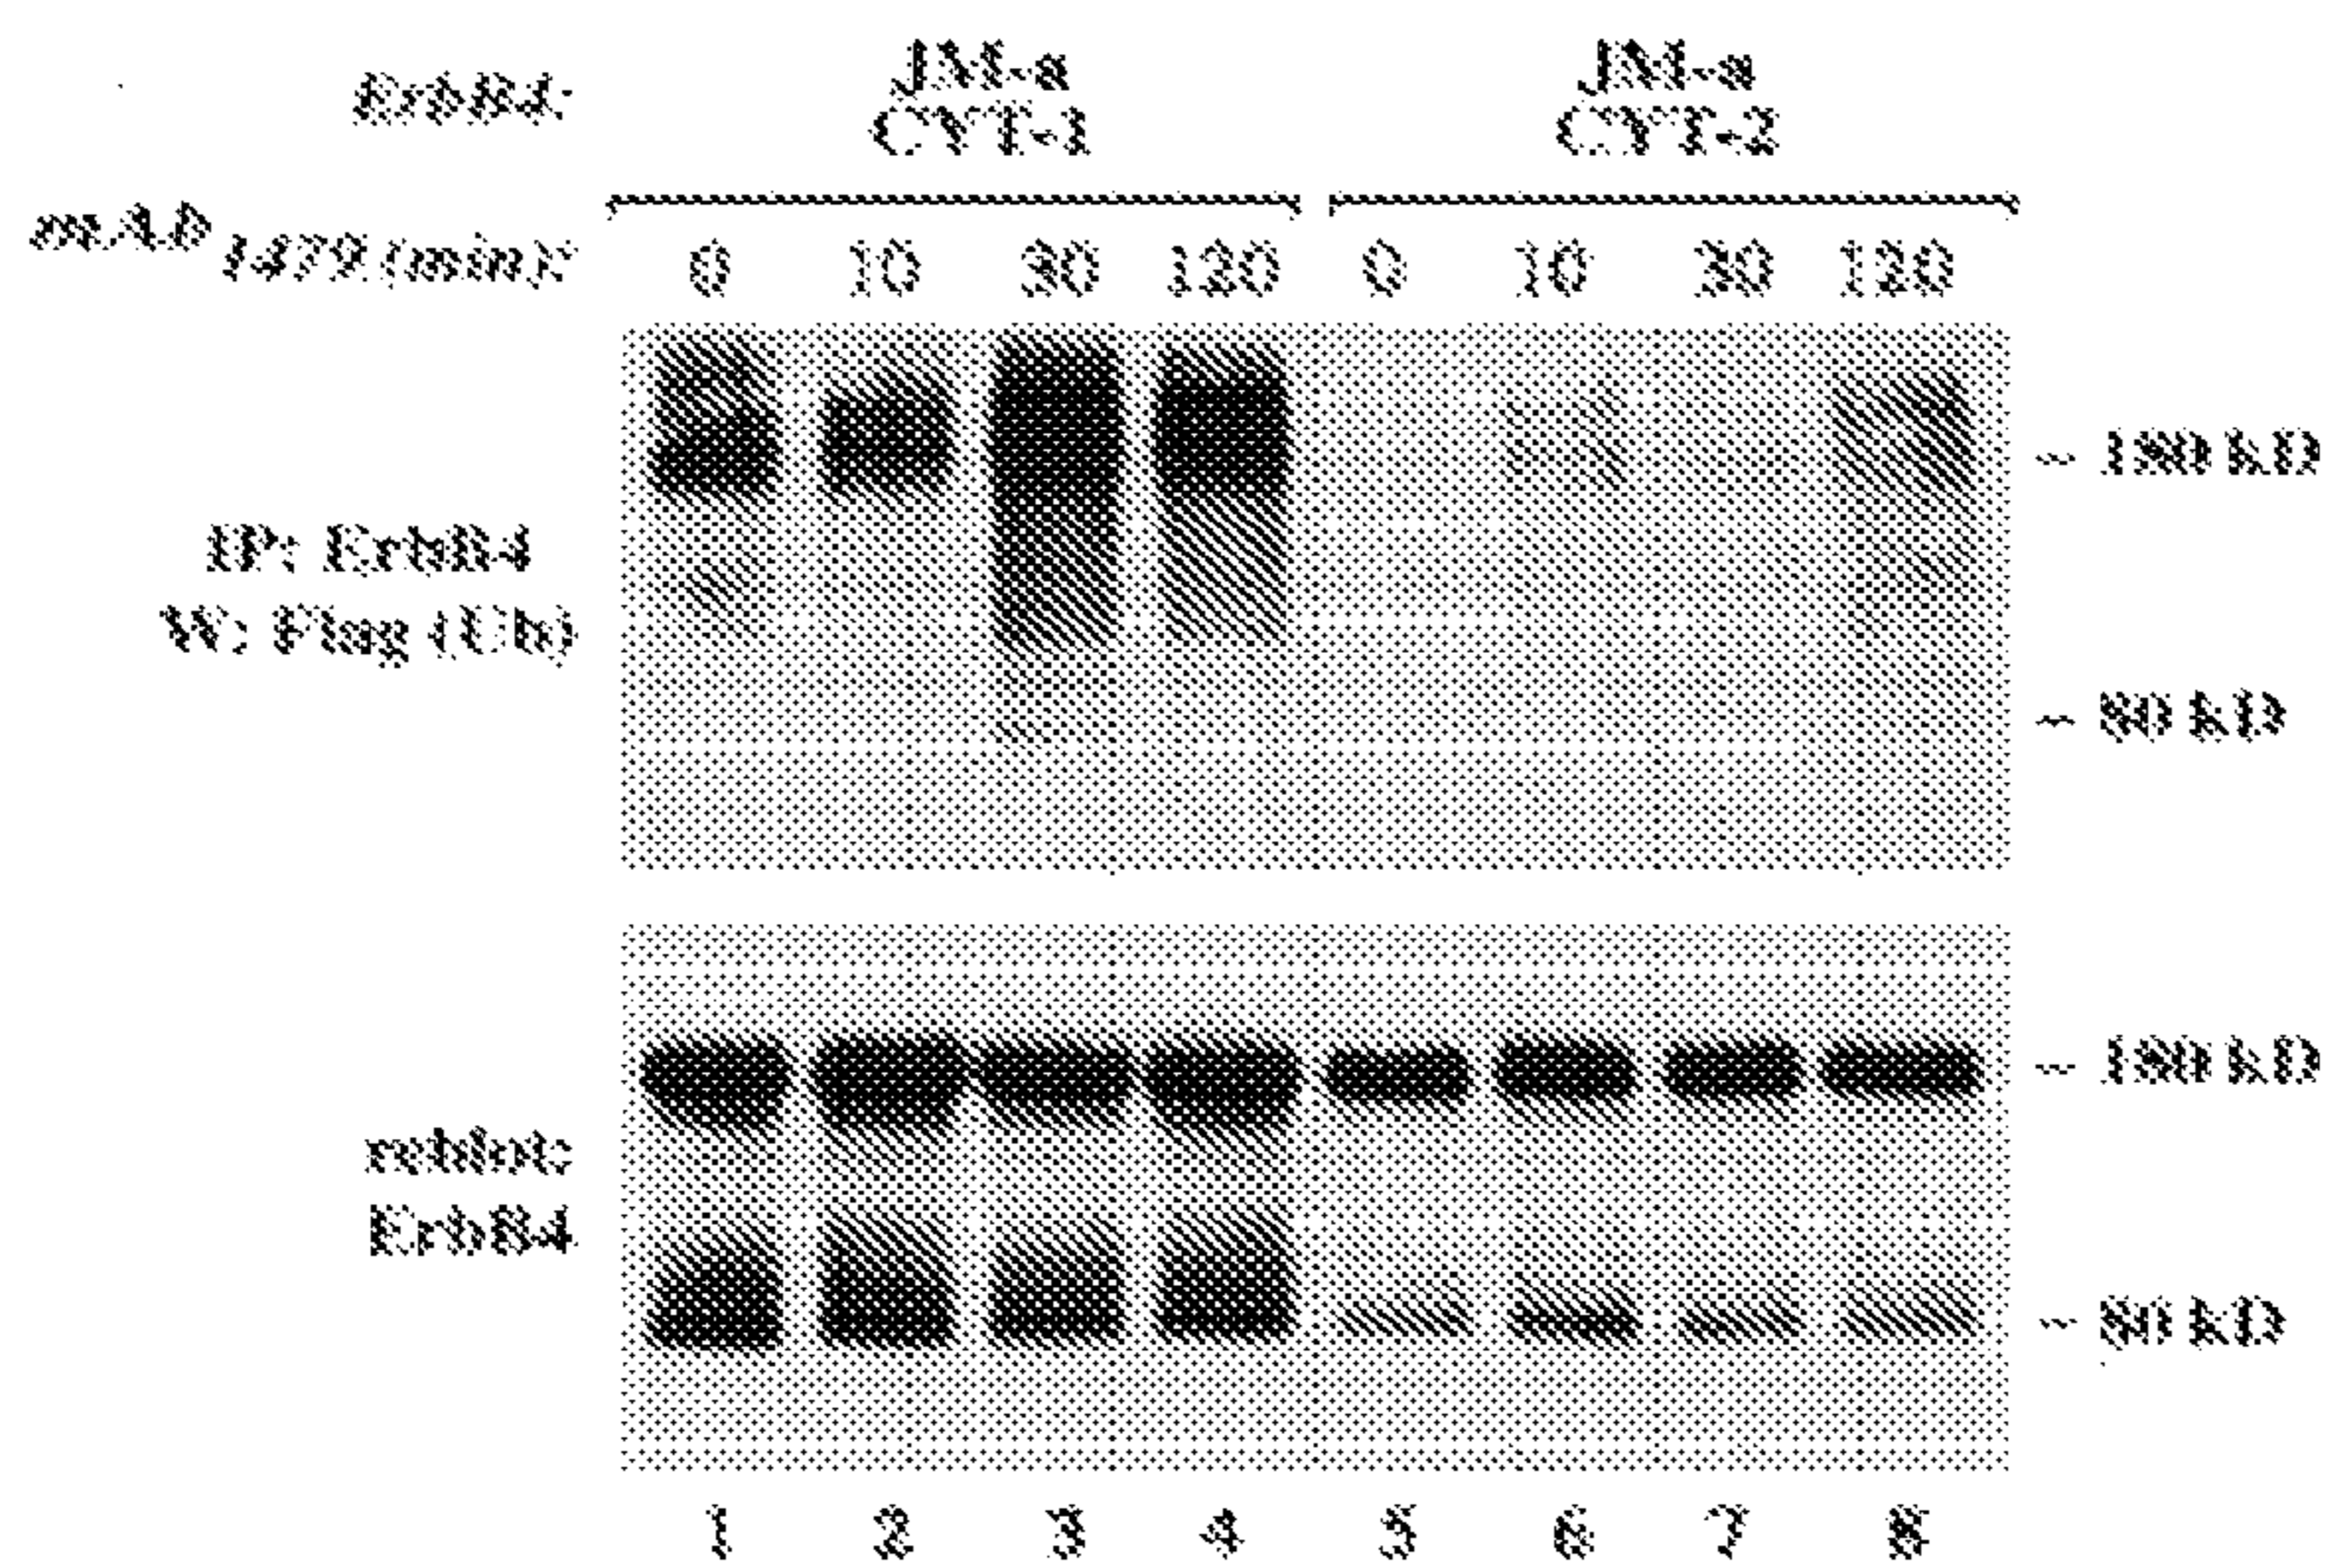 ErbB4:
JM-a
CYT-1
JM-a
CYT-2
mAb 1479 (min):
0 10 30 120 0 10 30 120
IP: ErbB4
W: Flag (Ub)
~ 180 kD
~ 80 kD
reblot:
ErbB4
~ 180 kD
~ 80 kD
1 2 3 4 5 6 7 8